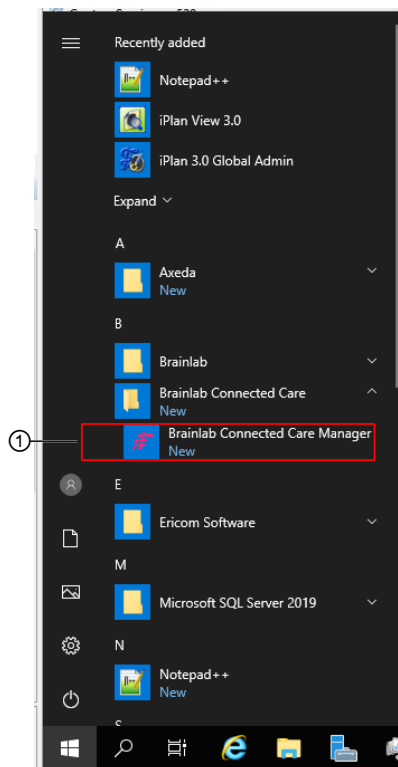 Recently added
Notepad++
iPlan View 3.0
iPlan 3.0 Global Admin
Expand
A
Axeda
New
B
Brainlab
Brainlab Connected Care
New
1
Brainlab Connected Care Manager
New
E
Ericom Software
M
Microsoft SQL Server 2019
N
Notepad++
New